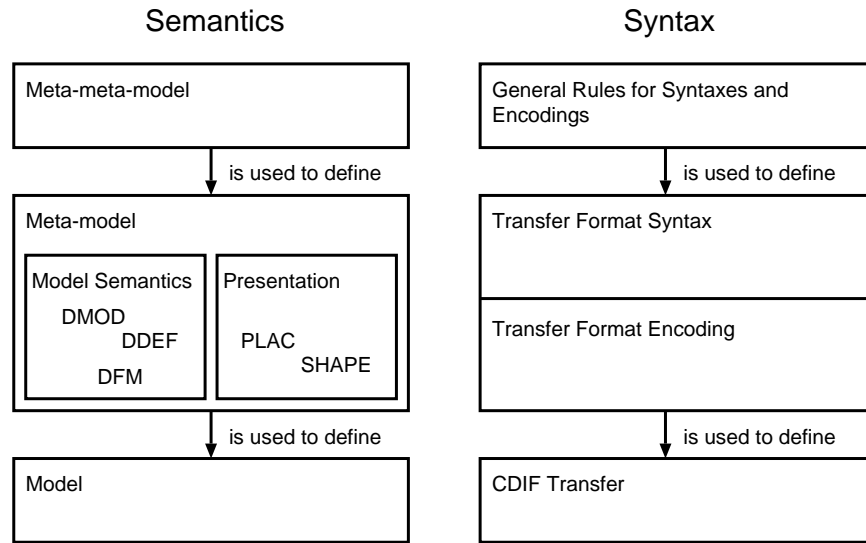 Semantics
Meta-meta-model
is used to define
Meta-model
Model Semantics
DMOD
DDEF
DFM
Presentation
PLAC
SHAPE
is used to define
Model
Syntax
General Rules for Syntaxes and
Encodings
is used to define
Transfer Format Syntax
Transfer Format Encoding
is used to define
CDIF Transfer